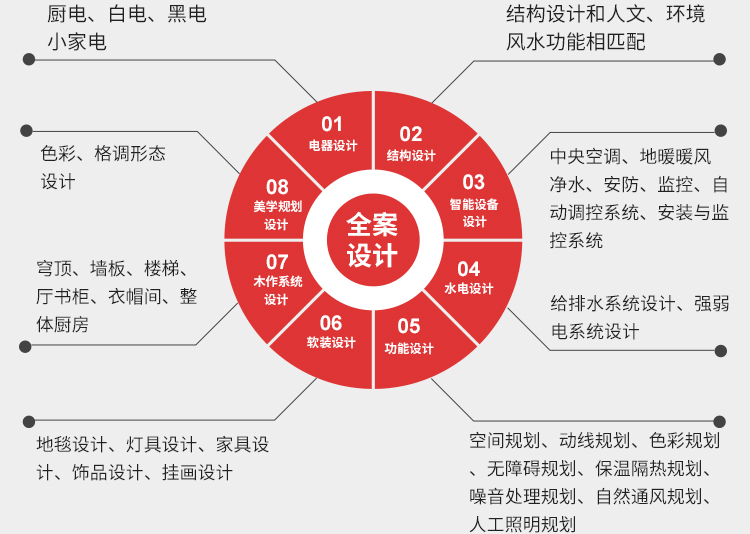 厨电、白电、黑电
小家电
结构设计和人文、环境
风水功能相匹配
全案
设计
01
电器设计
02
结构设计
03
智能设备
设计
04
水电设计
05
功能设计
06
软装设计
07
木作系统
设计
08
美学规划
设计
色彩、格调形态
设计
中央空调、地暖暖风
净水、安防、监控、自
动调控系统、安装与监
控系统
穹顶、墙板、楼梯、
厅书柜、衣帽间、整
体厨房
给排水系统设计、强弱
电系统设计
地毯设计、灯具设计、家具设
计、饰品设计、挂画设计
空间规划、动线规划、色彩规划
、无障碍规划、保温隔热规划、
噪音处理规划、自然通风规划、
人工照明规划